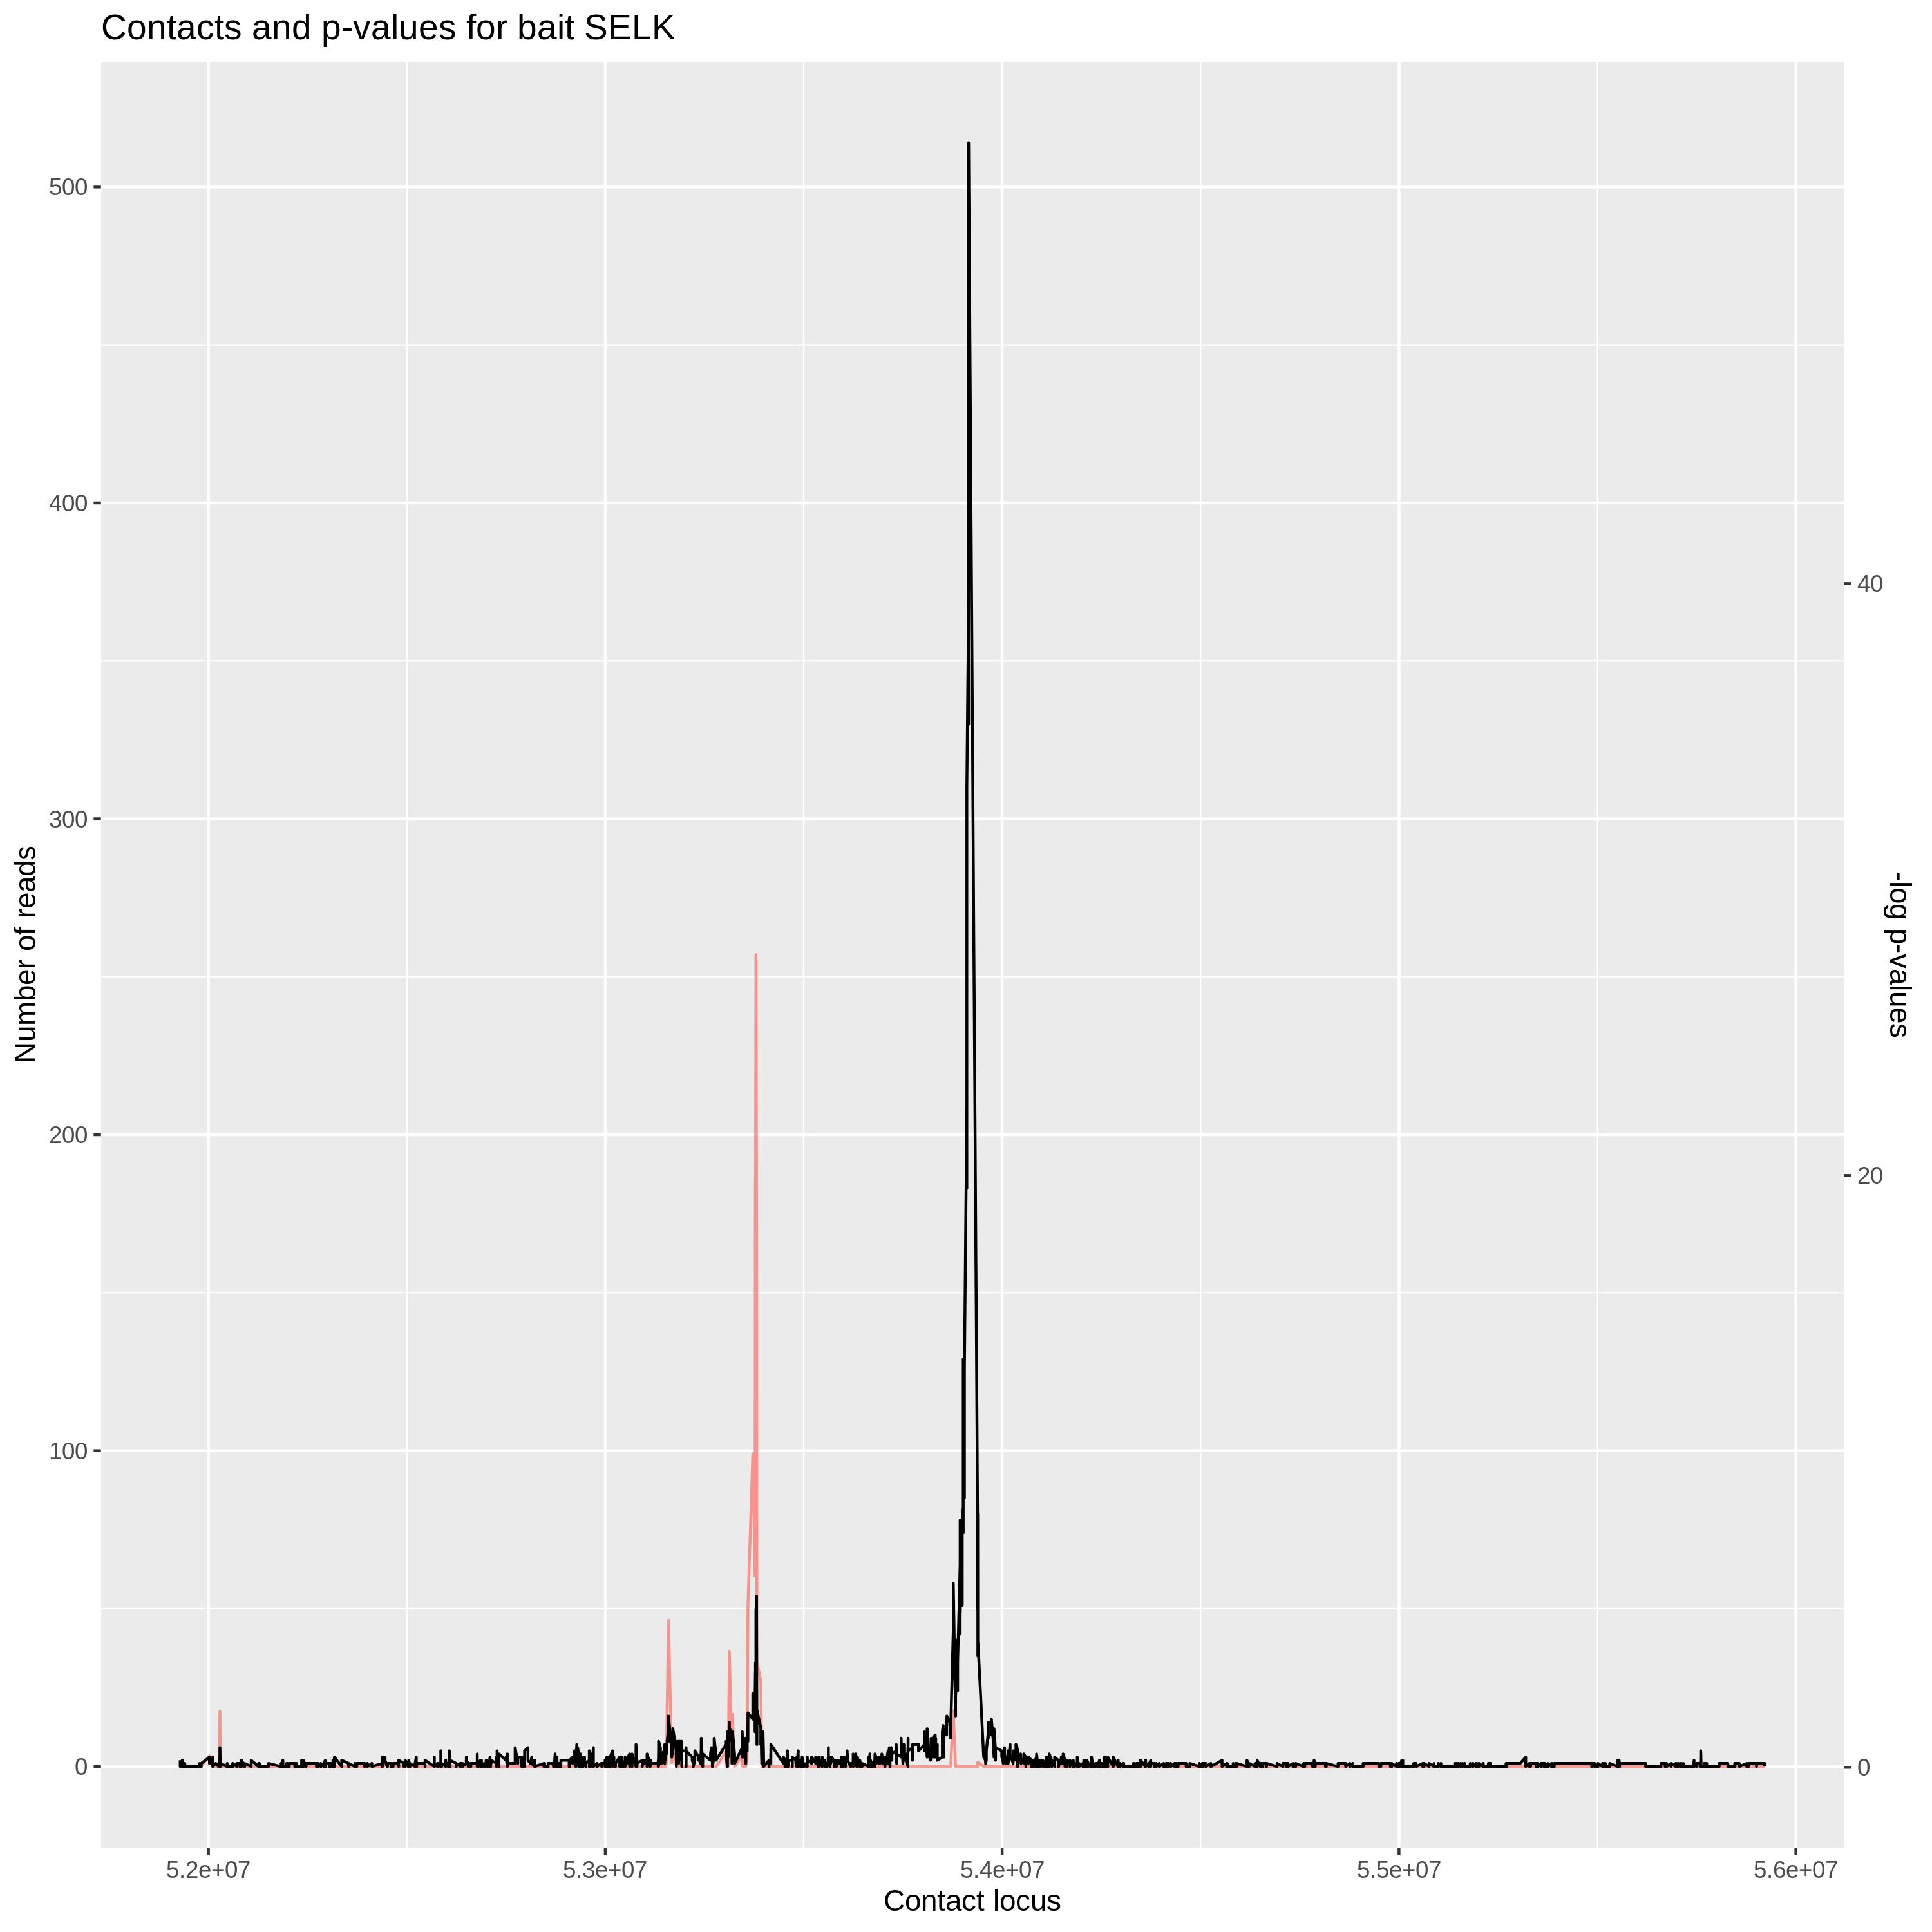 Contacts and p-values for bait SELK
500
400
300
200
100
0
Number of reads
40
20
0
-log p-values
5.2e+07
5.3e+07
5.4e+07
5.5e+07
5.6e+07
Contact locus